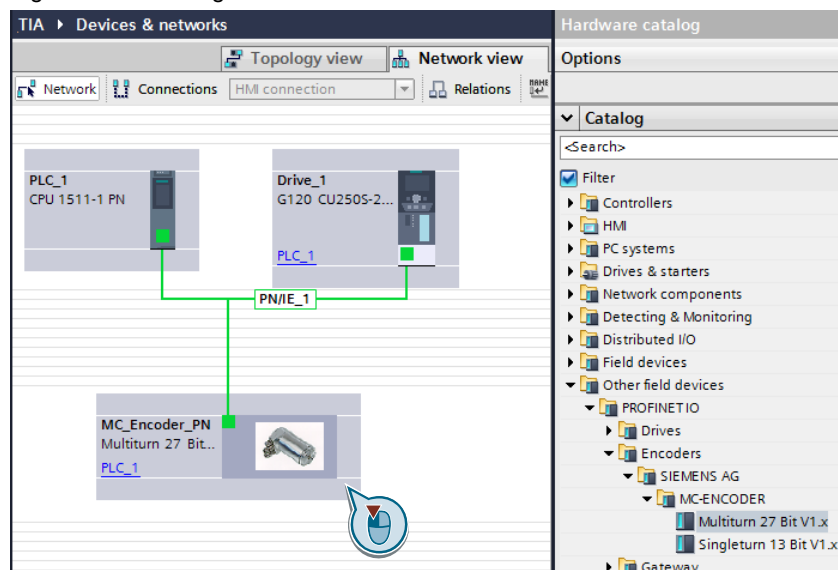 TIA ▸ Devices & networks
Topology view
Network view
Network
Connections
HMI connection
Relations
PLC_1
CPU 1511-1 PN
Drive_1
G120 CU250S-2...
PLC_1
PN/IE_1
MC_Encoder_PN
Multiturn 27 Bit...
PLC_1
Hardware catalog
Options
Catalog
<Search>
Filter
Controllers
HMI
PC systems
Drives & starters
Network components
Detecting & Monitoring
Distributed I/O
Field devices
Other field devices
PROFINET IO
Drives
Encoders
SIEMENS AG
MC-ENCODER
Multiturn 27 Bit V1.x
Singleturn 13 Bit V1.x
Gateway